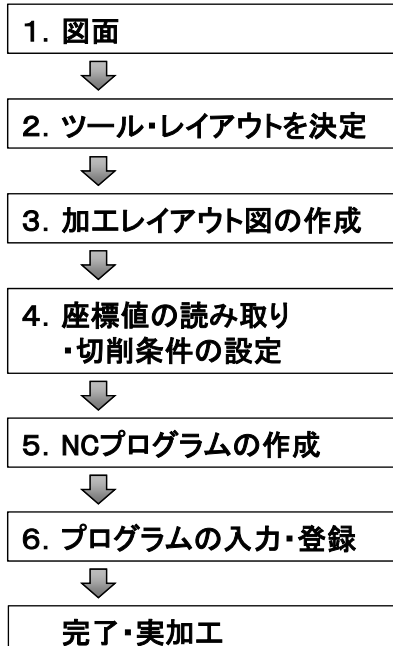 1．図面
2．ツール・レイアウトを決定
3．加工レイアウト図の作成
4．座標値の読み取り
・切削条件の設定
5．NCプログラムの作成
6．プログラムの入力・登録
完了・実加工